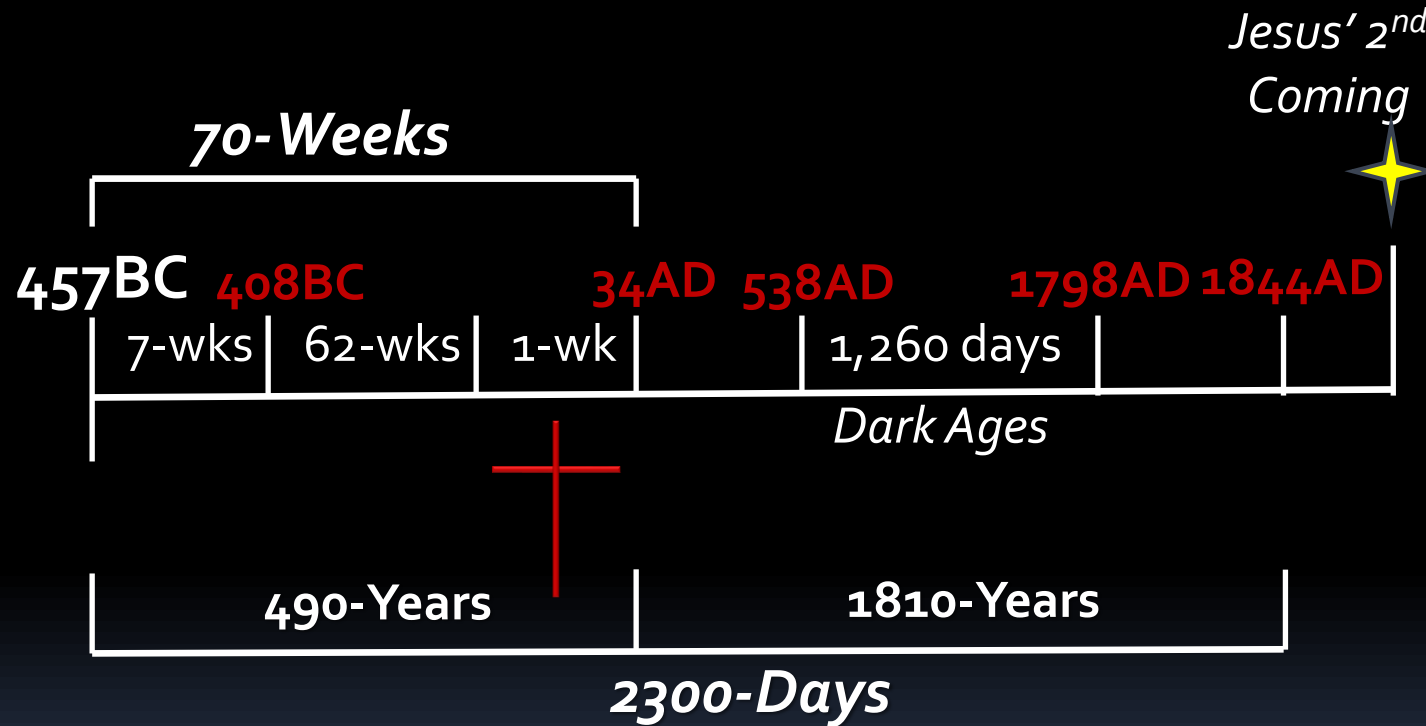 Jesus’ 2nd
Coming
70-Weeks
457BC 408BC 34AD 538AD 1798AD 1844AD
7-wks 62-wks 1-wk 1,260 days
Dark Ages
490-Years 1810-Years
2300-Days